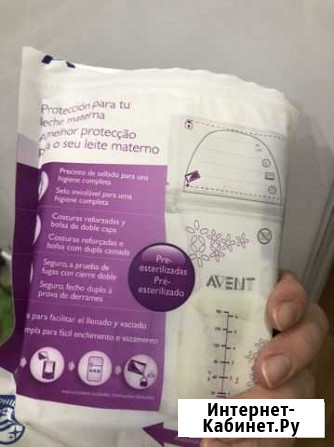 Protección para tu
leche materna
melhor protecção
o seu leite materno
Precinto de sellado para una
higiene completa
Selo inviolável para uma
higiene completa
Costuras reforzadas y
bolsa de doble capa
Costuras reforçadas e
bolsa com dupla camada
Seguro, a prueba de
fugas con cierre doble
Seguro, fecho duplo à
prova de derrames
Pre-
esterilizadas
Pré-
esterilizado
AVENT
para facilitar el llenado y vaciado
ampla para fácil enchimento e vazamento
Интернет-
Кабинет.Ру